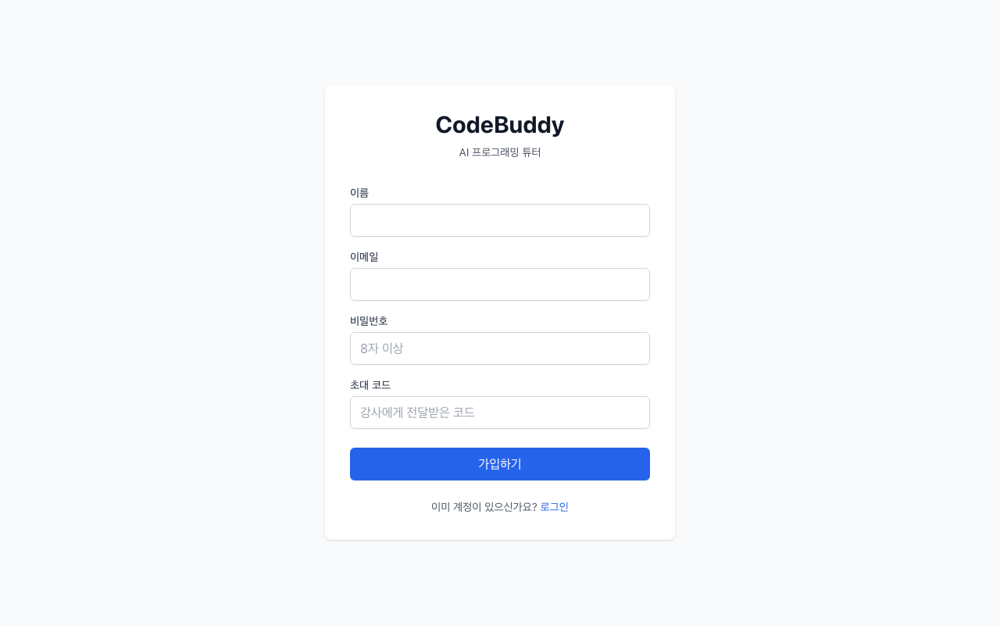 CodeBuddy
AI 프로그래밍 튜터
이름
이메일
비밀번호
8자 이상
초대 코드
강사에게 전달받은 코드
가입하기
이미 계정이 있으신가요? 로그인